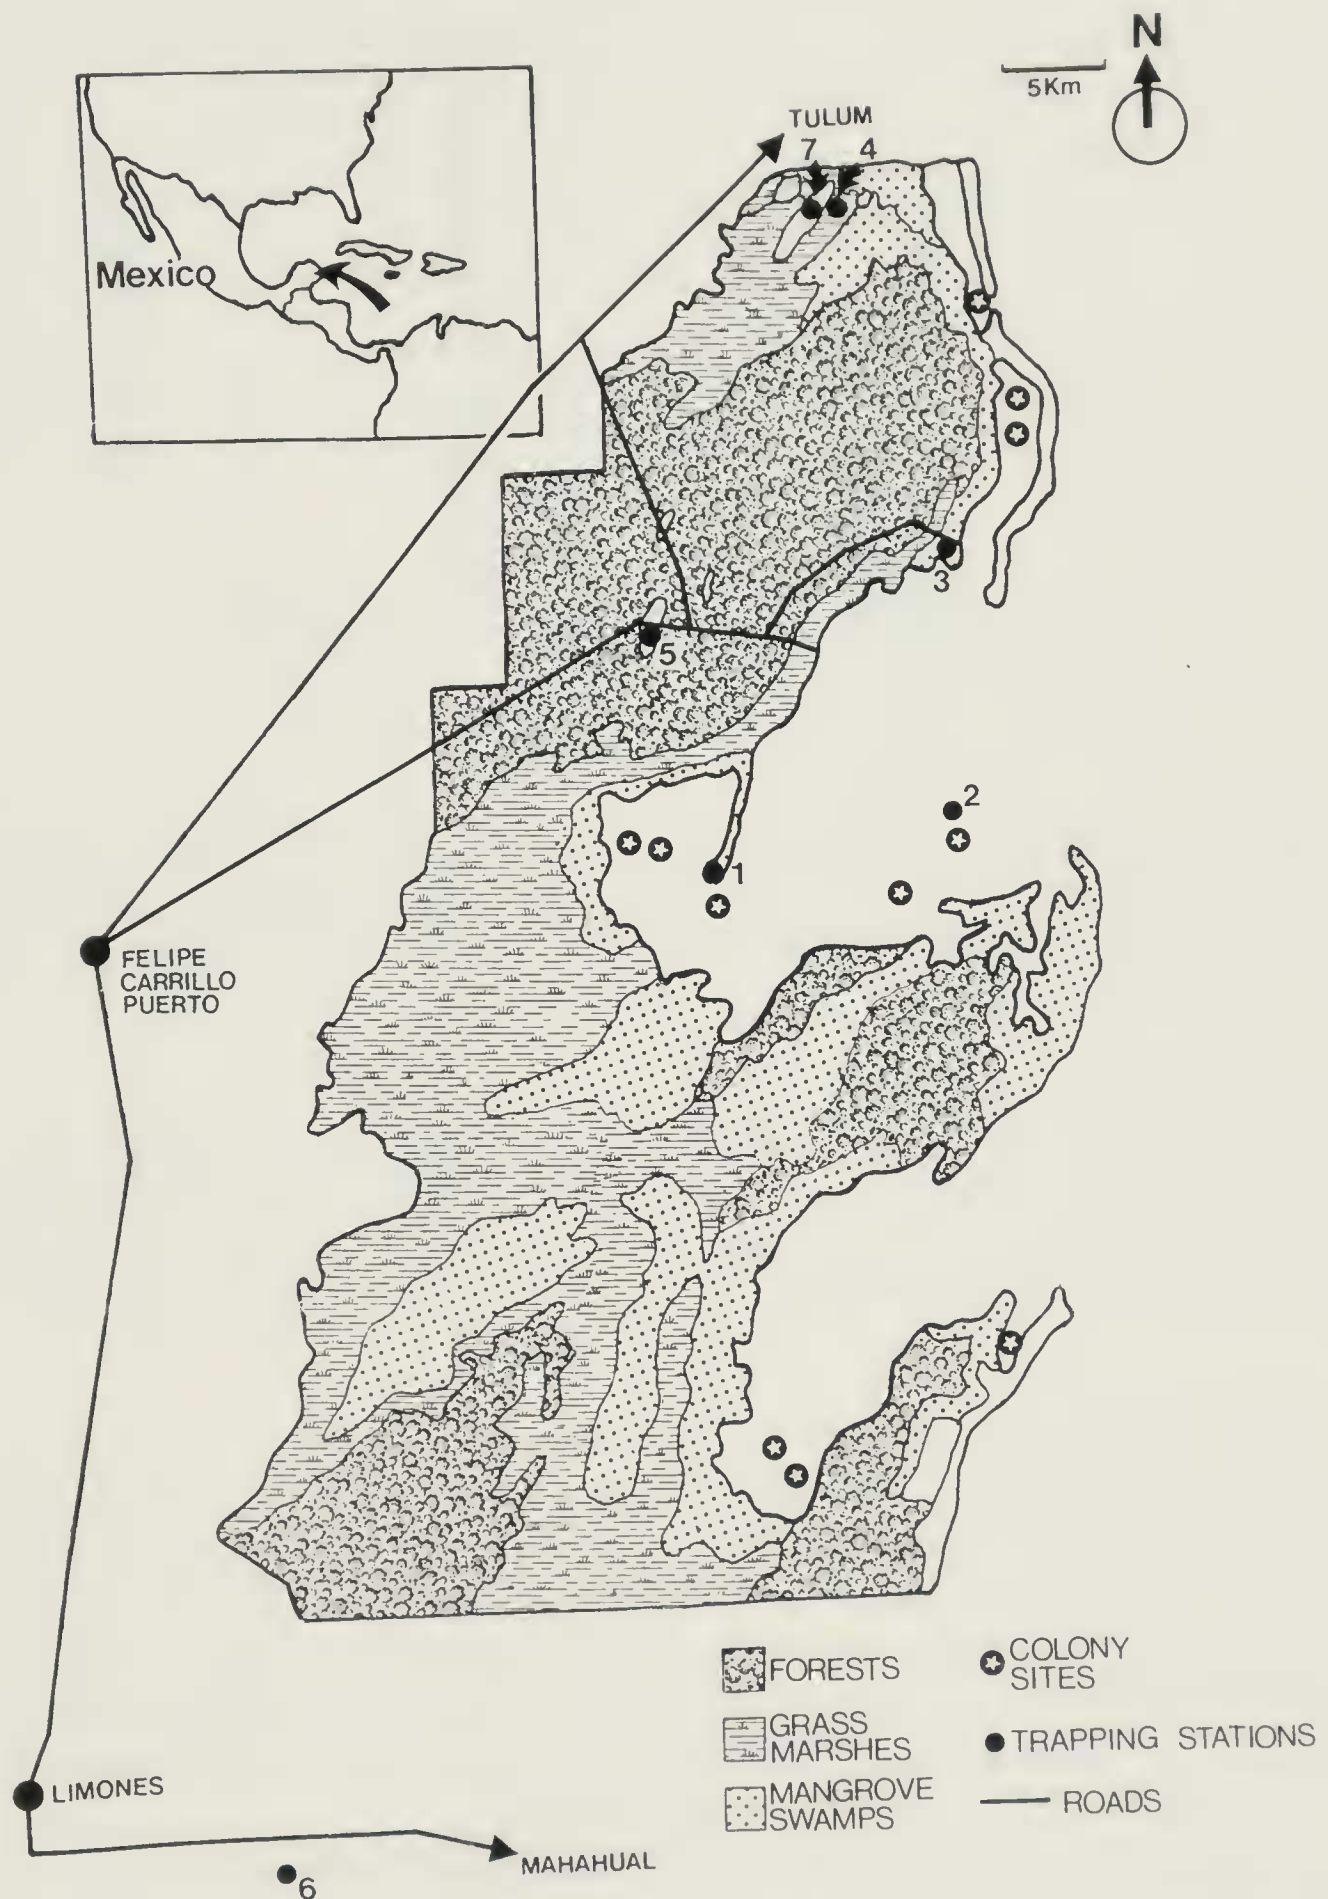 N
5Km
TULUM
7 4
Mexico
3
5
2
1
FELIPE
CARRILLO
PUERTO
FORESTS
COLONY
SITES
GRASS
MARSHES
TRAPPING STATIONS
MANGROVE
SWAMPS
ROADS
LIMONES
MAHAHUAL
6